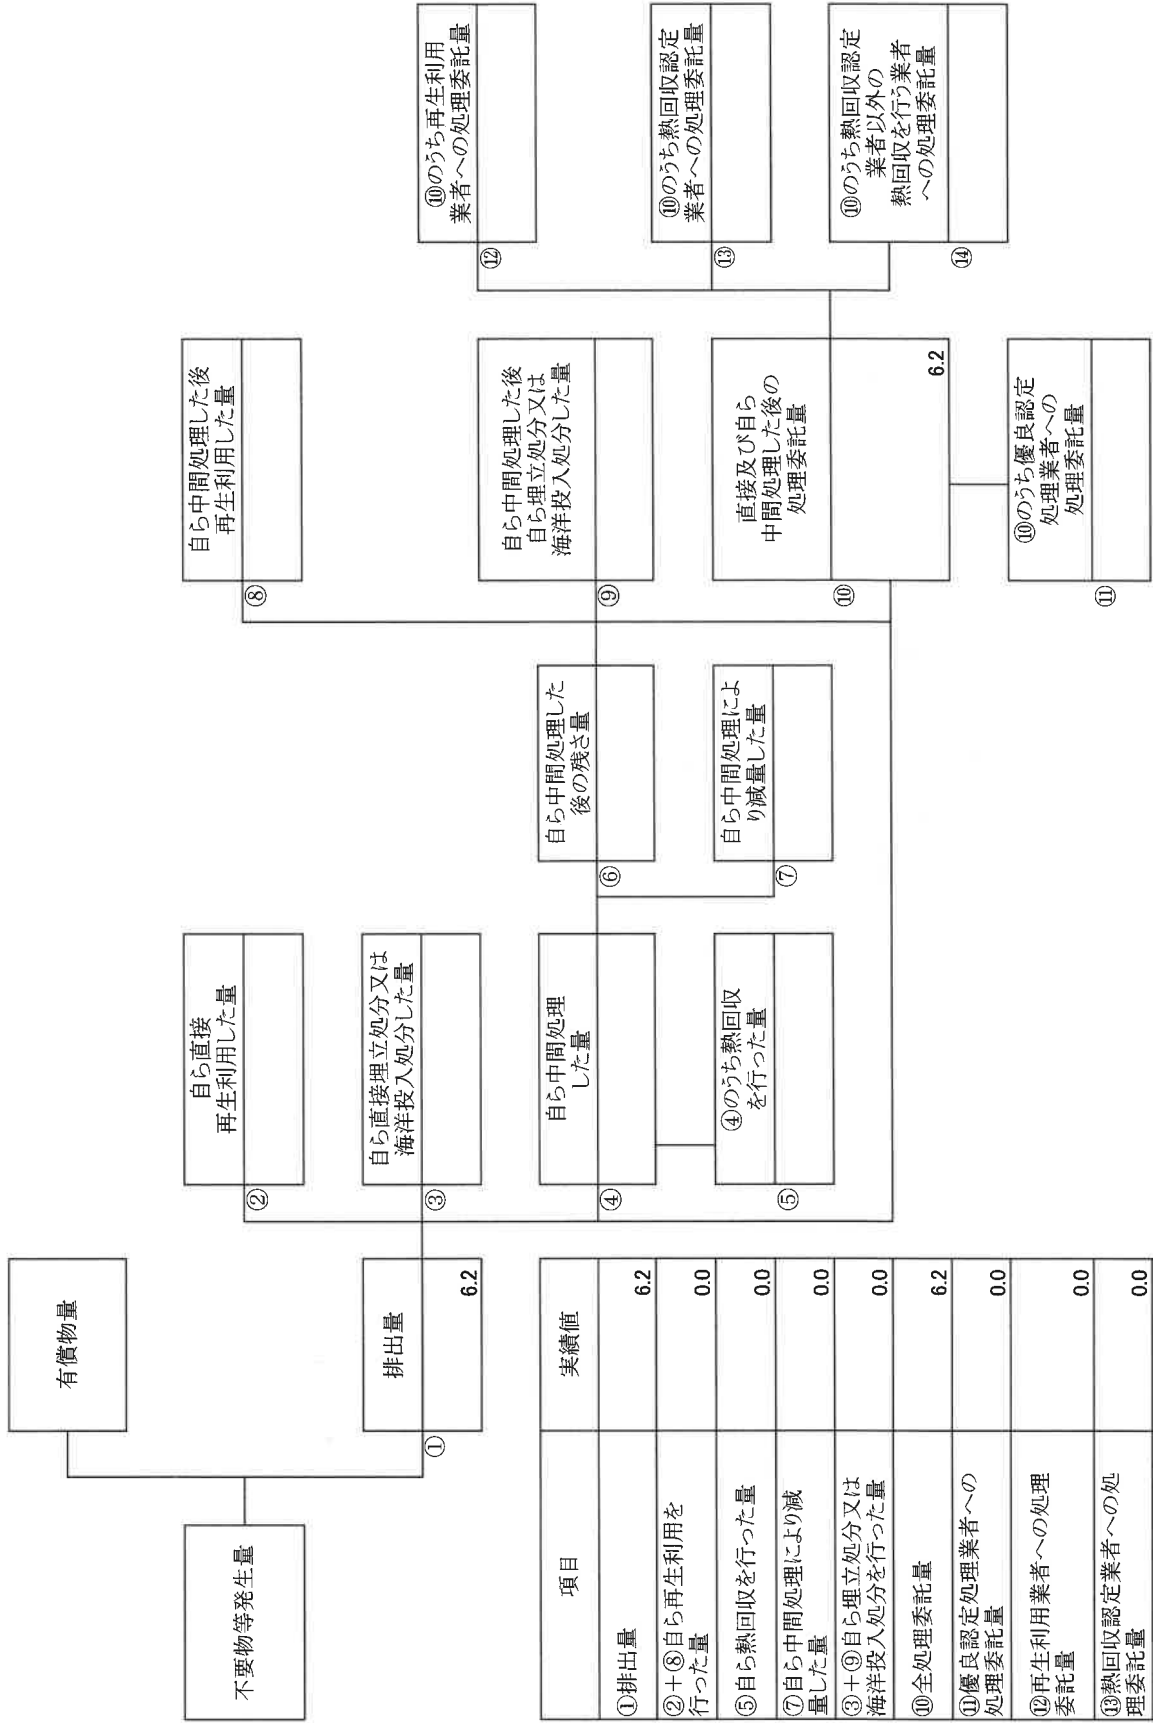 有償物量
不要物等発生量
排出量
①
6.2
自ら直接
再生利用した量
②
自ら直接埋立処分又は
海洋投入処分した量
③
自ら中間処理
した量
④
④のうち熱回収
を行った量
⑤
自ら中間処理した
後の残さ量
⑥
自ら中間処理によ
り減量した量
⑦
自ら中間処理した後
再生利用した量
⑧
自ら中間処理した後
自ら埋立処分又は
海洋投入処分した量
⑨
直接及び自ら
中間処理した後の
処理委託量
⑩
6.2
⑩のうち優良認定
処理業者への
処理委託量
⑪
⑩のうち再生利用
業者への処理委託量
⑫
⑩のうち熱回収認定
業者への処理委託量
⑬
⑩のうち熱回収認定
業者以外の
熱回収を行う業者
への処理委託量
⑭
項目 実績値
①排出量 6.2
②＋⑧自ら再生利用を
行った量 0.0
⑤自ら熱回収を行った量 0.0
⑦自ら中間処理により減
量した量 0.0
③＋⑨自ら埋立処分又は
海洋投入処分を行った量 0.0
⑩全処理委託量 6.2
⑪優良認定処理業者への
処理委託量 0.0
⑫再生利用業者への処理
委託量 0.0
⑬熱回収認定業者への処
理委託量 0.0